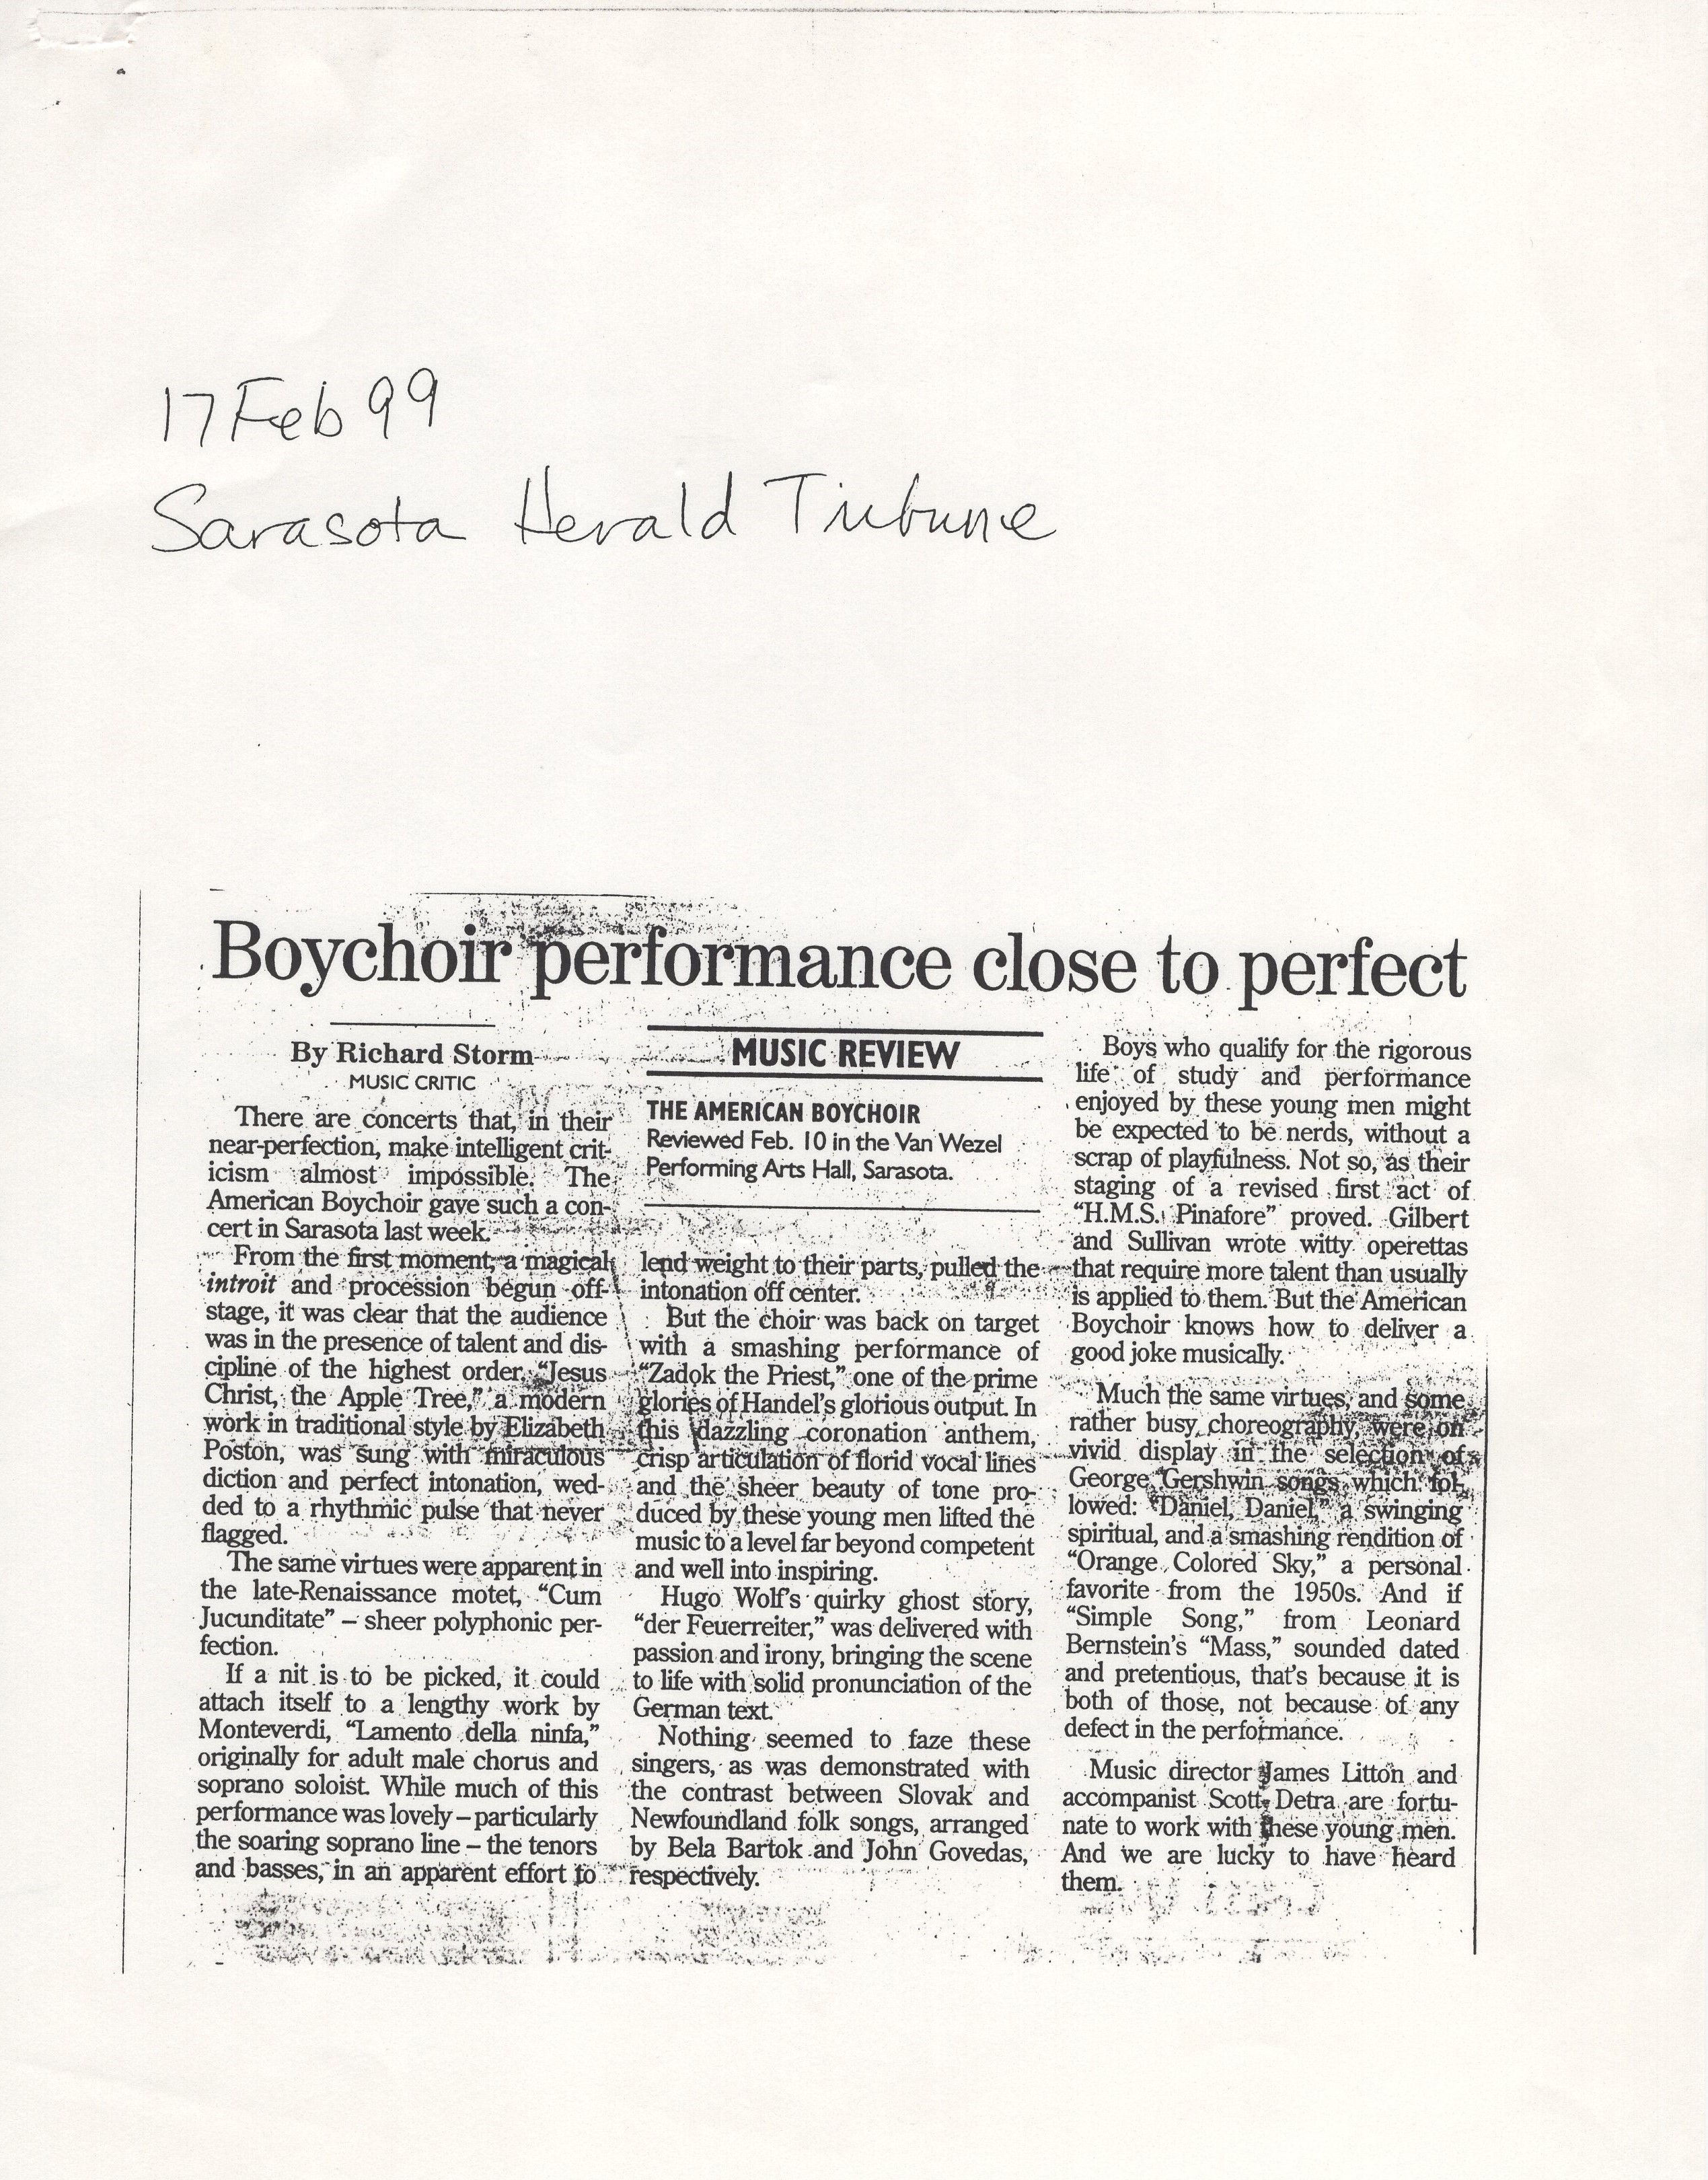 17 Feb 99
Sarasota Herald Tribune
Boychoir performance close to perfect
By Richard Storm
MUSIC CRITIC
There are concerts that, in their
near-perfection, make intelligent crit-
icism almost impossible. The
American Boychoir gave such a con-
cert in Sarasota last week.
From the first moment, a magical
introit and procession begun off-
stage, it was clear that the audience
was in the presence of talent and dis-
cipline of the highest order. “Jesus
Christ, the Apple Tree,” a modern
work in traditional style by Elizabeth
Poston, was sung with miraculous
diction and perfect intonation, wed-
ded to a rhythmic pulse that never
flagged.
The same virtues were apparent in
the late-Renaissance motet, “Cum
Jucunditate” – sheer polyphonic per-
fection.
If a nit is to be picked, it could
attach itself to a lengthy work by
Monteverdi, “Lamento della ninfa,”
originally for adult male chorus and
soprano soloist. While much of this
performance was lovely – particularly
the soaring soprano line – the tenors
and basses, in an apparent effort to
MUSIC REVIEW
THE AMERICAN BOYCHOIR
Reviewed Feb. 10 in the Van Wezel
Performing Arts Hall, Sarasota.
lend weight to their parts, pulled the
intonation off center.
But the choir was back on target
with a smashing performance of
“Zadok the Priest,” one of the prime
glories of Handel’s glorious output. In
this dazzling coronation anthem,
crisp articulation of florid vocal lines
and the sheer beauty of tone pro-
duced by these young men lifted the
music to a level far beyond competent
and well into inspiring.
Hugo Wolf’s quirky ghost story,
“der Feuerreiter,” was delivered with
passion and irony, bringing the scene
to life with solid pronunciation of the
German text.
Nothing seemed to faze these
singers, as was demonstrated with
the contrast between Slovak and
Newfoundland folk songs, arranged
by Bela Bartok and John Govedas,
respectively.
Boys who qualify for the rigorous
life of study and performance
enjoyed by these young men might
be expected to be nerds, without a
scrap of playfulness. Not so, as their
staging of a revised first act of
“H.M.S. Pinafore” proved. Gilbert
and Sullivan wrote witty operettas
that require more talent than usually
is applied to them. But the American
Boychoir knows how to deliver a
good joke musically.
Much the same virtues, and some
rather busy choreography, were on
vivid display in the selection of
George Gershwin songs which fol-
lowed: “Daniel, Daniel,” a swinging
spiritual, and a smashing rendition of
“Orange Colored Sky,” a personal
favorite from the 1950s. And if
“Simple Song,” from Leonard
Bernstein’s “Mass,” sounded dated
and pretentious, that’s because it is
both of those, not because of any
defect in the performance.
Music director James Litton and
accompanist Scott Detra are fortu-
nate to work with these young men.
And we are lucky to have heard
them.